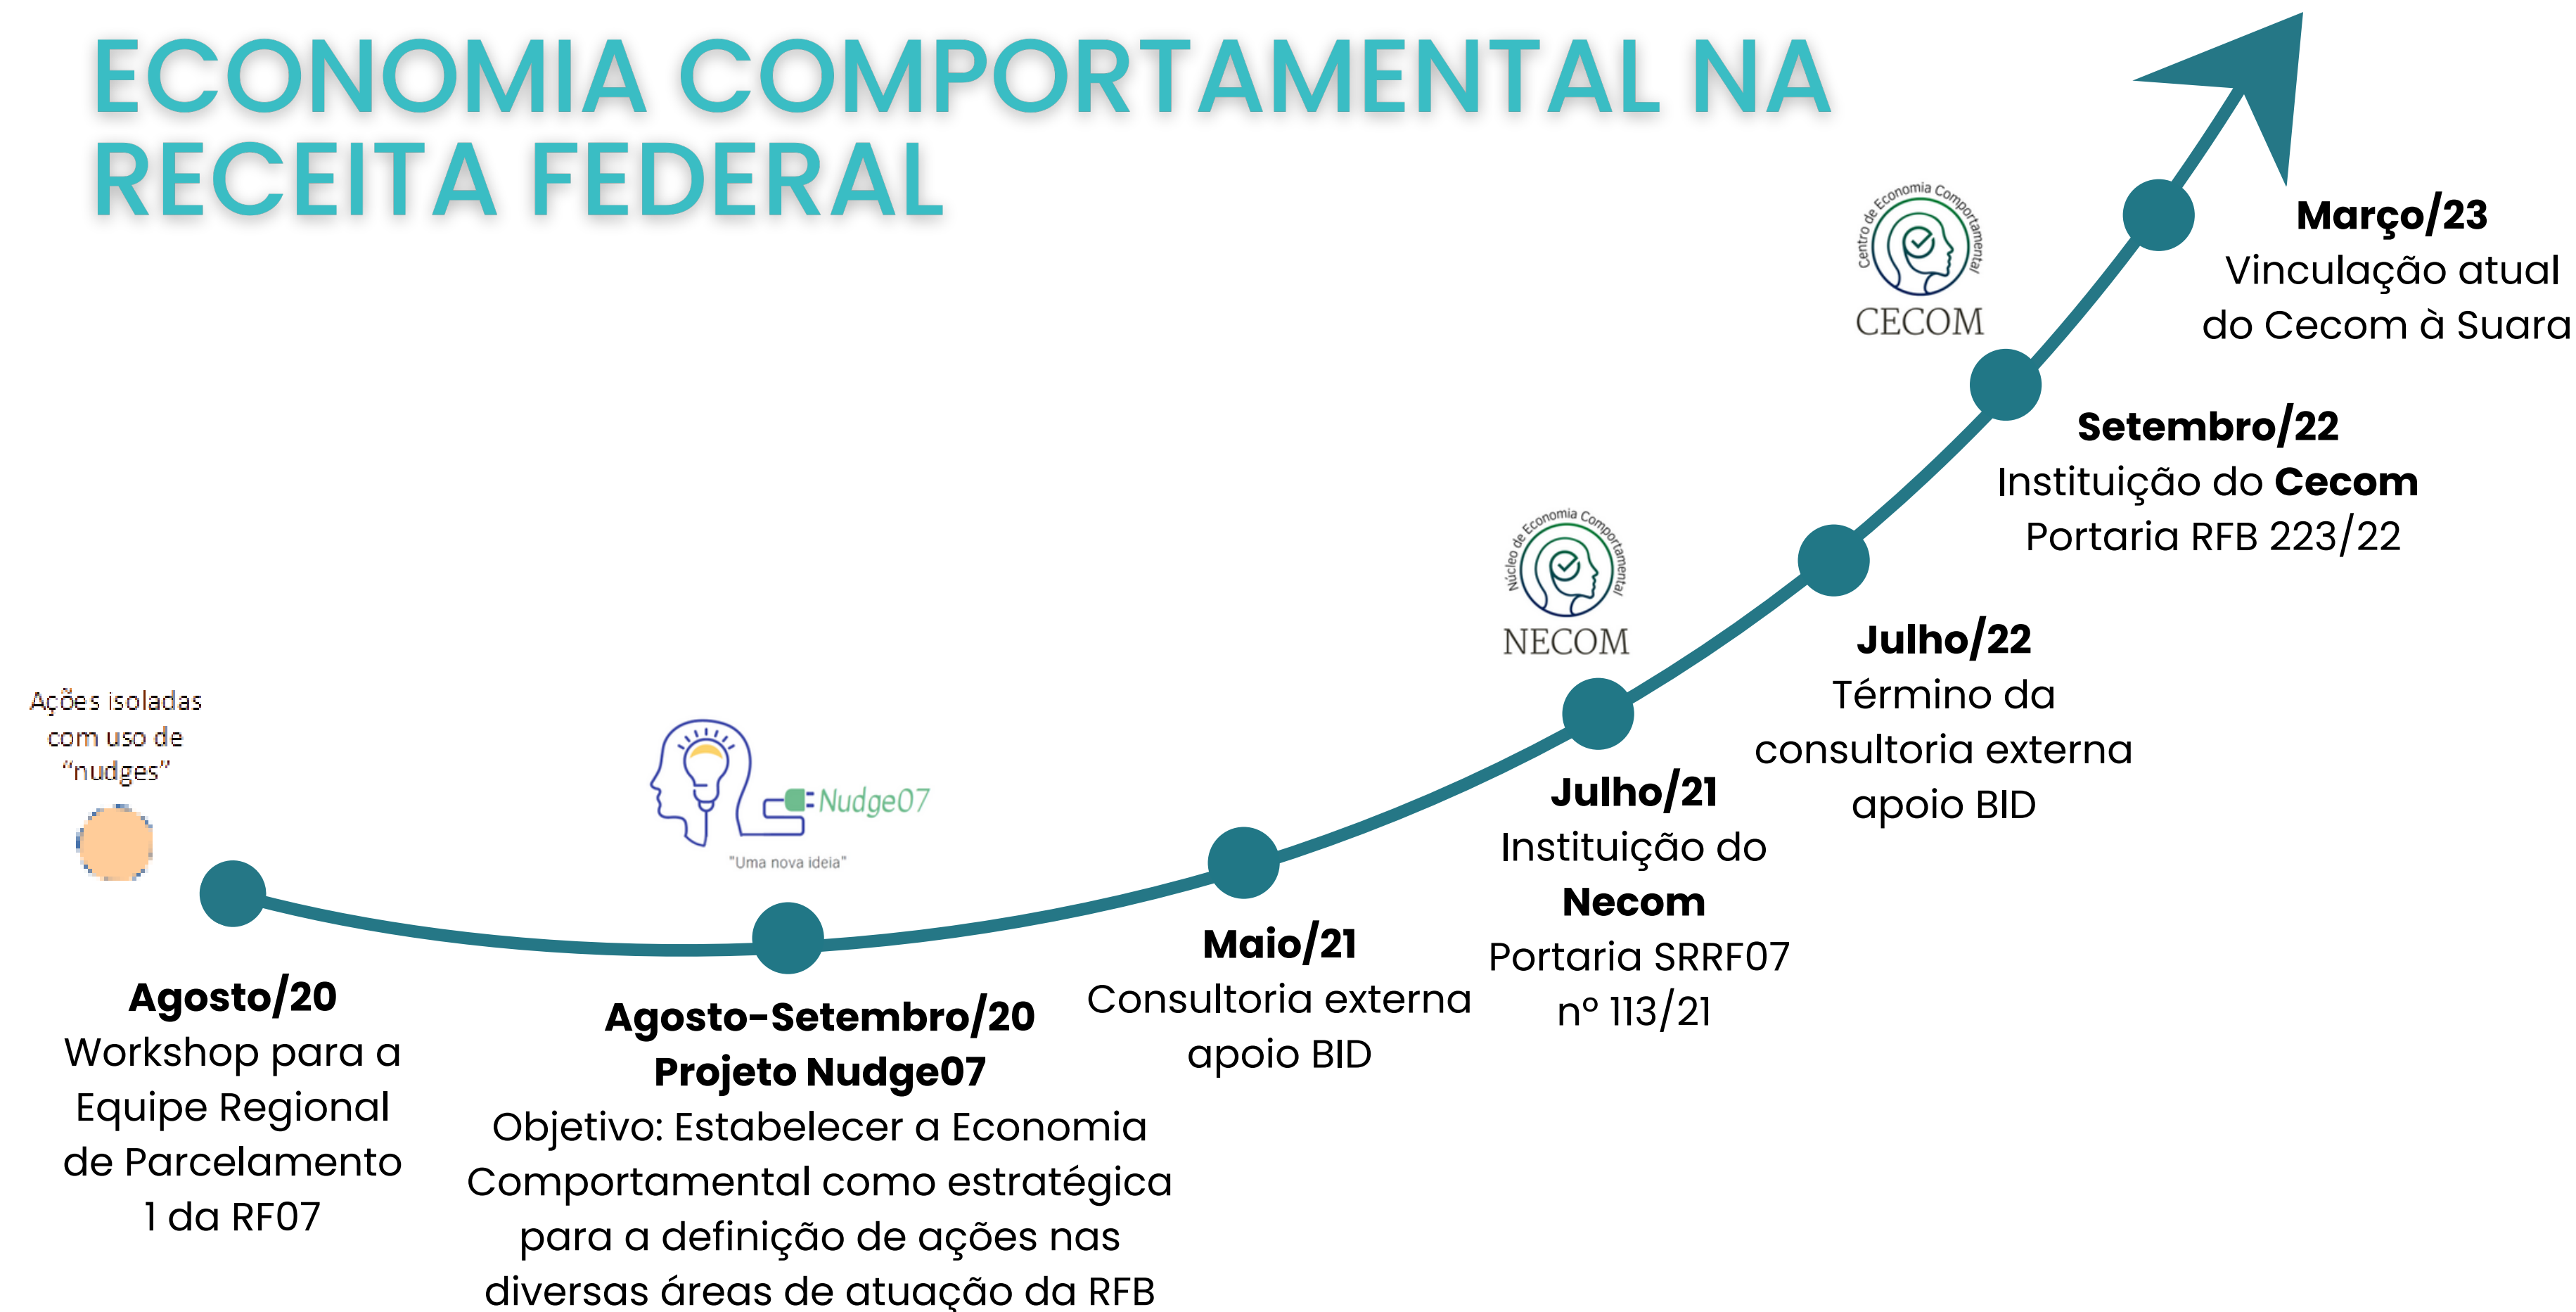 ECONOMIA COMPORTAMENTAL NA
RECEITA FEDERAL
Ações isoladas
com uso de
“nudges”
Agosto/20
Workshop para a
Equipe Regional
de Parcelamento
1 da RF07
Nudge07
"Uma nova ideia"
Agosto-Setembro/20
Projeto Nudge07
Objetivo: Estabelecer a Economia
Comportamental como estratégica
para a definição de ações nas
diversas áreas de atuação da RFB
Maio/21
Consultoria externa
apoio BID
Núcleo de Economia Comportamental
NECOM
Julho/21
Instituição do
Necom
Portaria SRRF07
nº 113/21
Julho/22
Término da
consultoria externa
apoio BID
Centro de Economia Comportamental
CECOM
Setembro/22
Instituição do Cecom
Portaria RFB 223/22
Março/23
Vinculação atual
do Cecom à Suara